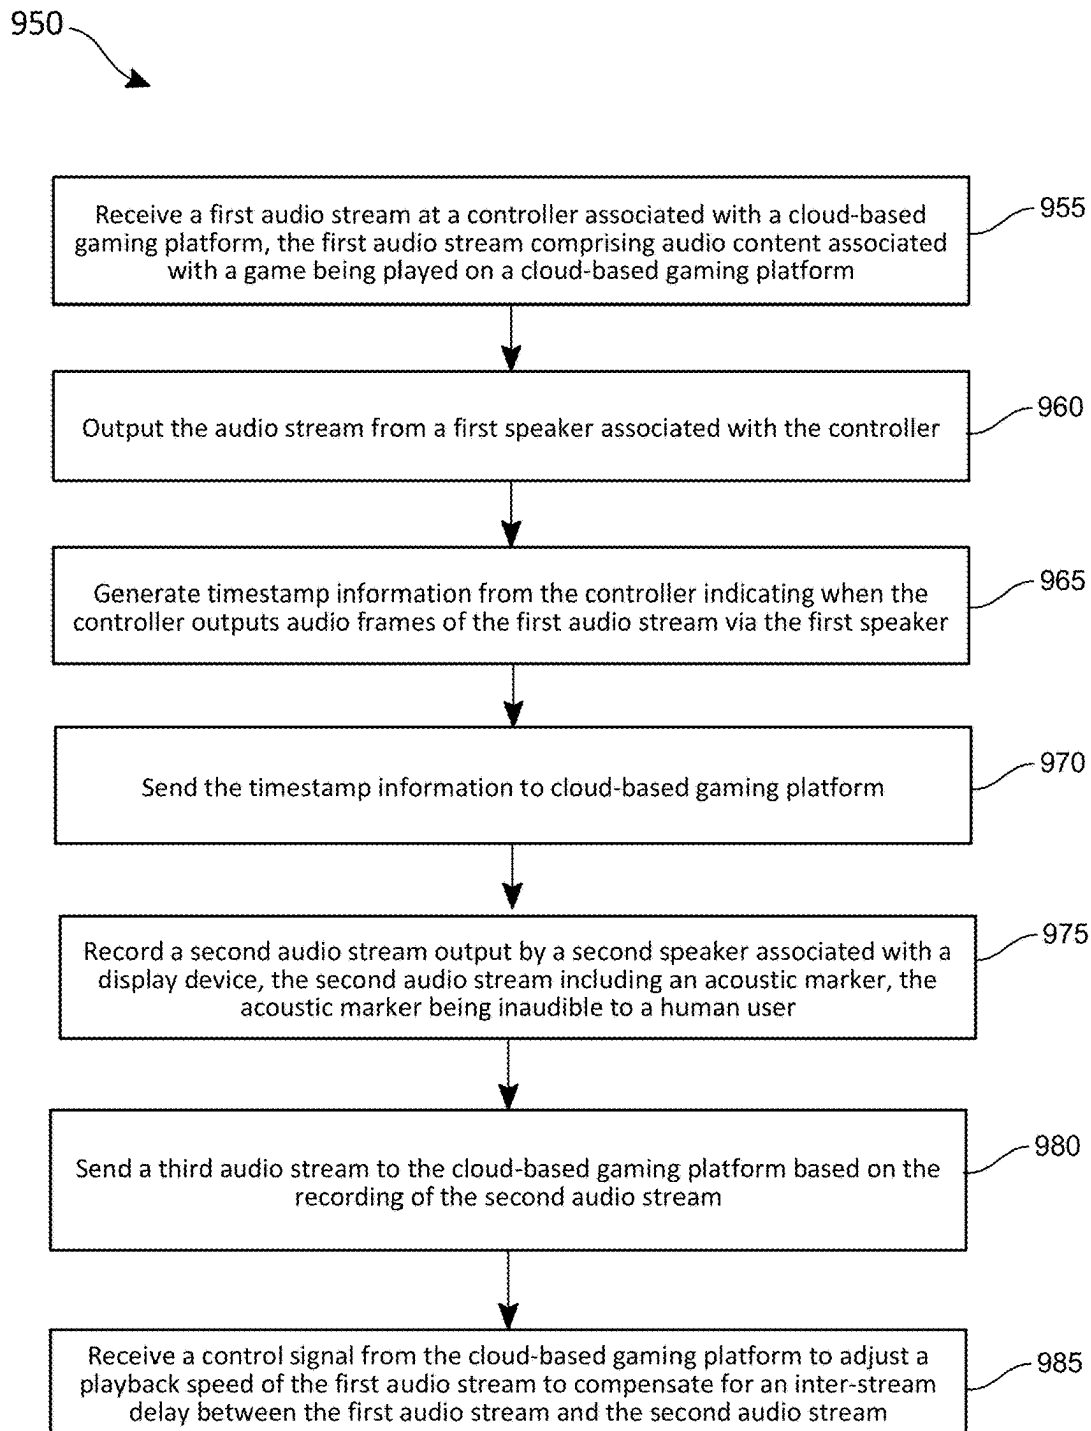 950
Receive a first audio stream at a controller associated with a cloud-based
gaming platform, the first audio stream comprising audio content associated
with a game being played on a cloud-based gaming platform
955
Output the audio stream from a first speaker associated with the controller
960
Generate timestamp information from the controller indicating when the
controller outputs audio frames of the first audio stream via the first speaker
965
Send the timestamp information to cloud-based gaming platform
970
Record a second audio stream output by a second speaker associated with a
display device, the second audio stream including an acoustic marker, the
acoustic marker being inaudible to a human user
975
Send a third audio stream to the cloud-based gaming platform based on the
recording of the second audio stream
980
Receive a control signal from the cloud-based gaming platform to adjust a
playback speed of the first audio stream to compensate for an inter-stream
delay between the first audio stream and the second audio stream
985